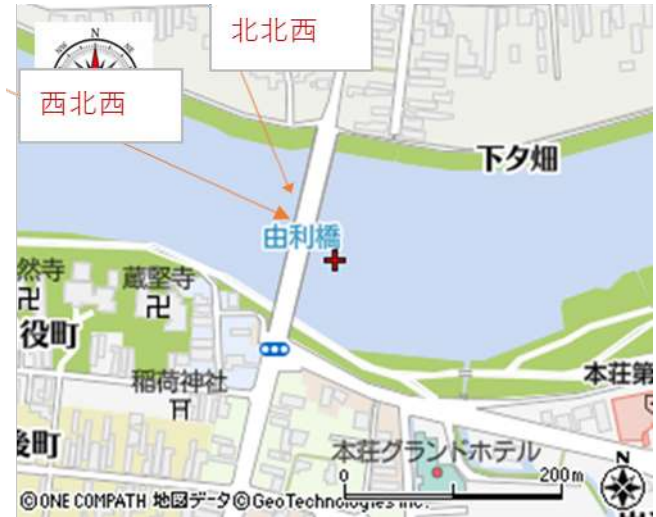 北北西
N
西北西
下夕畑
由利橋
然寺
卍
蔵堅寺
卍
役町
稲荷神社
本荘第
後町
本荘グランドホテル
0
200m
N
©ONE COMPATH 地図データ©GeoTechnologies Inc.